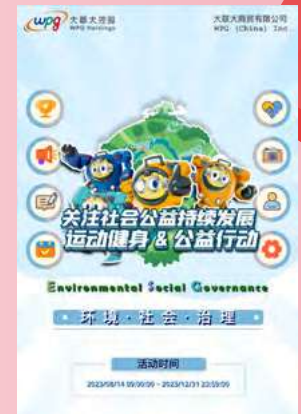 wpg 大联大控股
WPG Holdings
大联大商贸有限公司
WPG (China) Inc.
关注社会公益持续发展
运动健身 & 公益行动
Environmental Social Governance
环境·社会·治理
活动时间
2023/08/14 09:00:00 - 2023/12/31 23:59:00